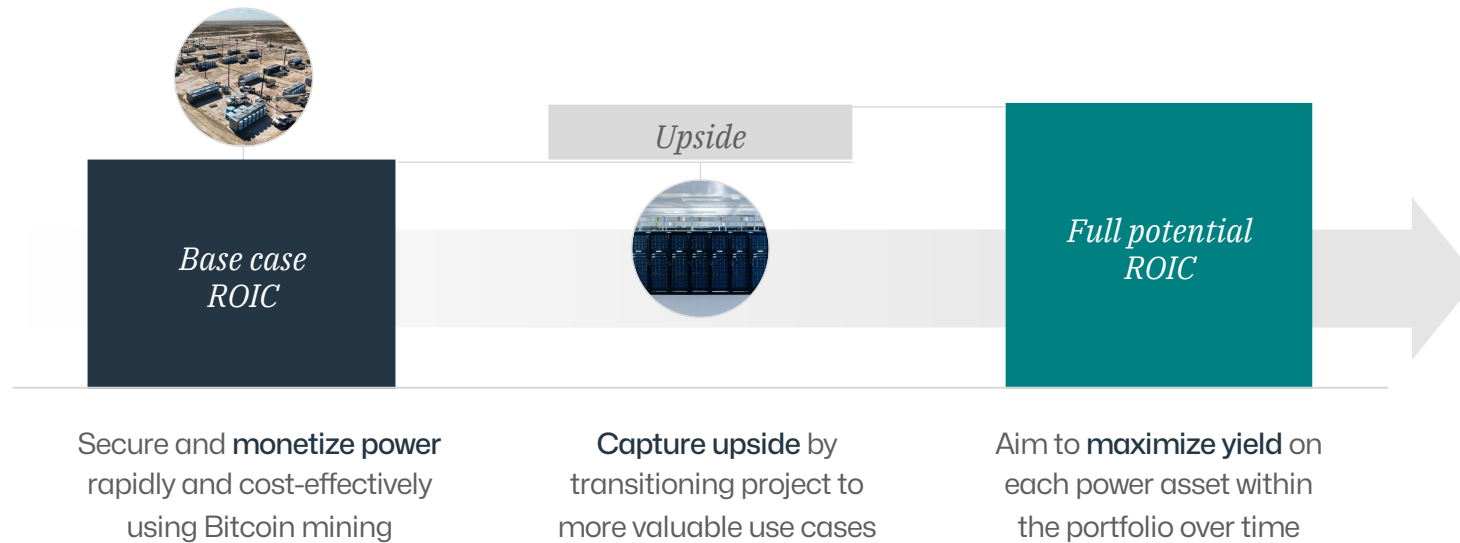 Upside
Base case
ROIC
Full potential
ROIC
Secure and monetize power
rapidly and cost-effectively
using Bitcoin mining
Capture upside by
transitioning project to
more valuable use cases
Aim to maximize yield on
each power asset within
the portfolio over time